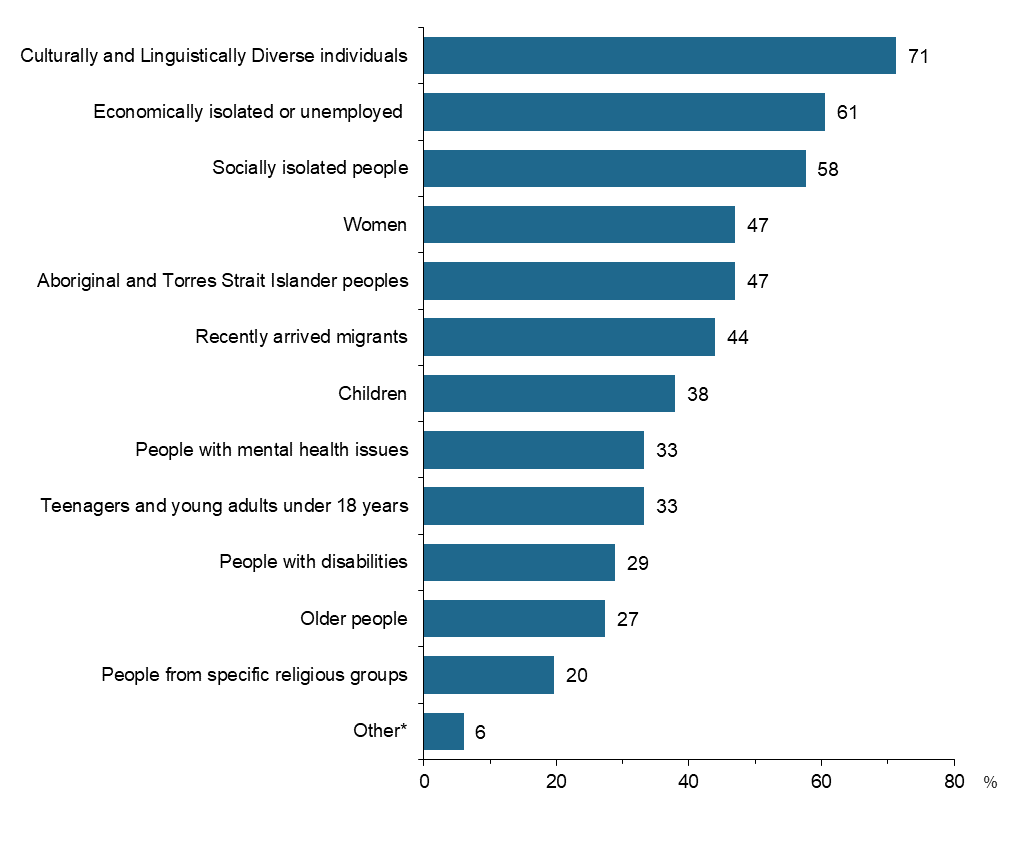 Culturally and Linguistically Diverse individuals 71
Economically isolated or unemployed 61
Socially isolated people 58
Women 47
Aboriginal and Torres Strait Islander peoples 47
Recently arrived migrants 44
Children 38
People with mental health issues 33
Teenagers and young adults under 18 years 33
People with disabilities 29
Older people 27
People from specific religious groups 20
Other* 6
0 20 40 60 80 %